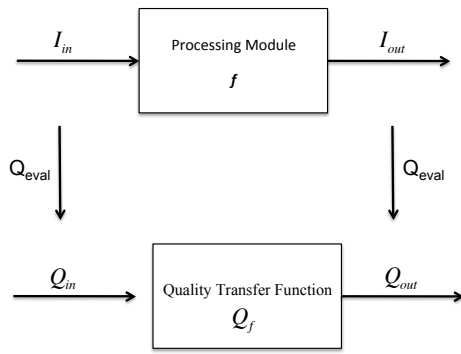 I_in Processing Module I_out
f
Q_eval Q_eval
Q_in Quality Transfer Function Q_out
Q_f